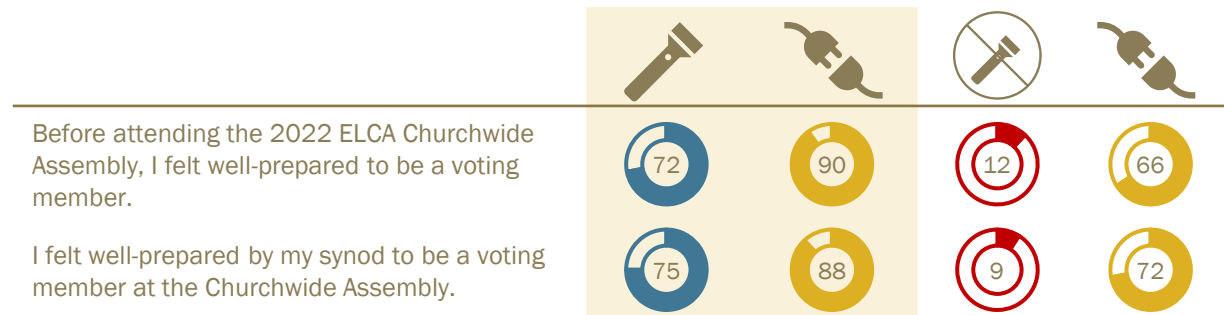 Before attending the 2022 ELCA Churchwide
Assembly, I felt well-prepared to be a voting
member.
72
90
12
66
I felt well-prepared by my synod to be a voting
member at the Churchwide Assembly.
75
88
9
72